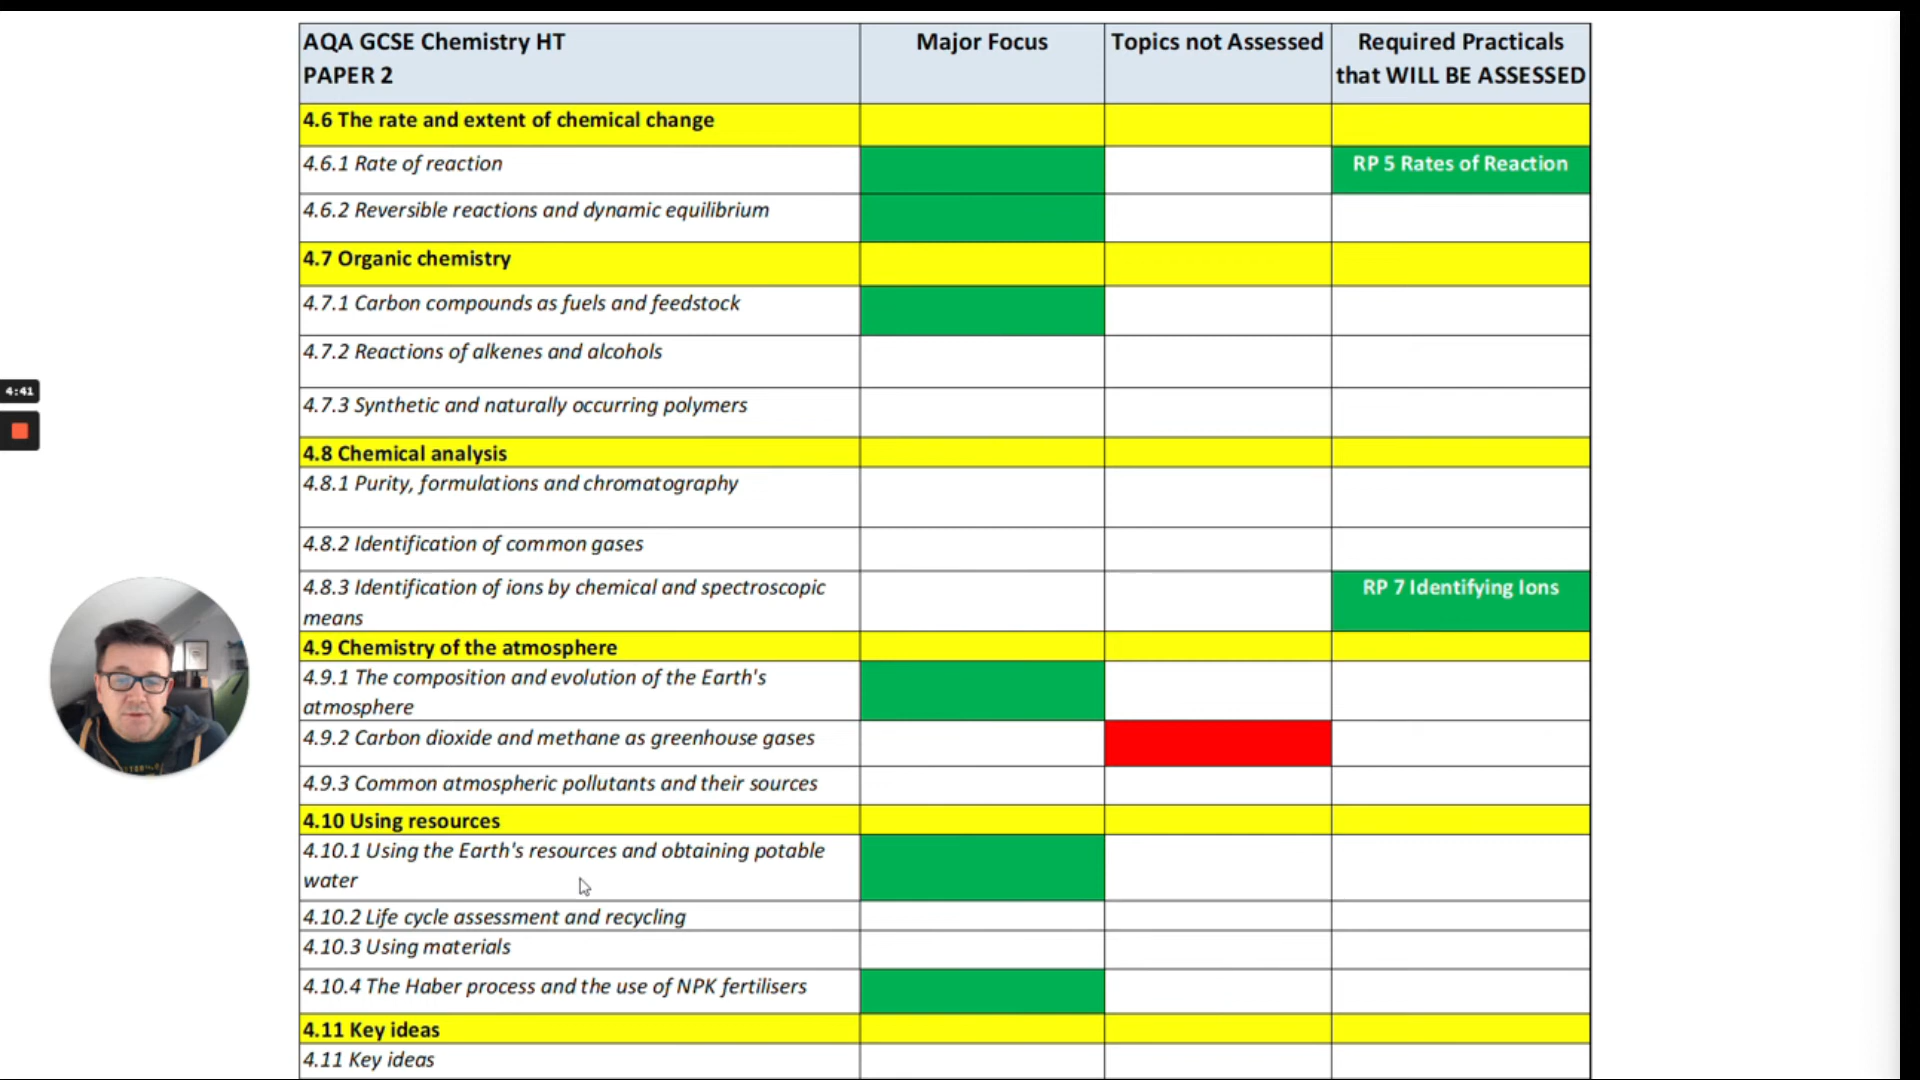 AQA GCSE Chemistry HT
PAPER 2
Major Focus
Topics not Assessed
Required Practicals
that WILL BE ASSESSED
4.6 The rate and extent of chemical change
4.6.1 Rate of reaction
RP 5 Rates of Reaction
4.6.2 Reversible reactions and dynamic equilibrium
4.7 Organic chemistry
4.7.1 Carbon compounds as fuels and feedstock
4.7.2 Reactions of alkenes and alcohols
4:41
4.7.3 Synthetic and naturally occurring polymers
4.8 Chemical analysis
4.8.1 Purity, formulations and chromatography
4.8.2 Identification of common gases
4.8.3 Identification of ions by chemical and spectroscopic
means
RP 7 Identifying Ions
4.9 Chemistry of the atmosphere
4.9.1 The composition and evolution of the Earth's
atmosphere
4.9.2 Carbon dioxide and methane as greenhouse gases
4.9.3 Common atmospheric pollutants and their sources
4.10 Using resources
4.10.1 Using the Earth's resources and obtaining potable
water
4.10.2 Life cycle assessment and recycling
4.10.3 Using materials
4.10.4 The Haber process and the use of NPK fertilisers
4.11 Key ideas
4.11 Key ideas